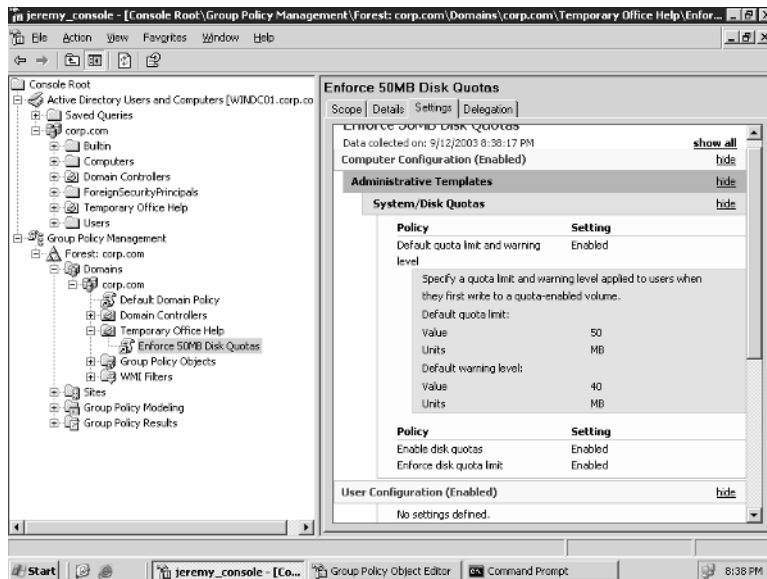 jeremy_console - [Console Root\Group Policy Management\Forest: corp.com\Domains\corp.com\Temporary Office Help\Enfor...
File Action View Favorites Window Help
Console Root
Active Directory Users and Computers [WINDC01.corp.co
Saved Queries
corp.com
Builtin
Computers
Domain Controllers
ForeignSecurityPrincipals
Temporary Office Help
Users
Group Policy Management
Forest: corp.com
Domains
corp.com
Default Domain Policy
Domain Controllers
Temporary Office Help
Enforce 50MB Disk Quotas
Group Policy Objects
WMI Filters
Sites
Group Policy Modeling
Group Policy Results
Enforce 50MB Disk Quotas
Scope Details Settings Delegation
Enforce 50MB Disk Quotas
Data collected on: 9/12/2003 8:38:17 PM show all
Computer Configuration (Enabled) hide
Administrative Templates hide
System/Disk Quotas hide
Policy Setting
Default quota limit and warning Enabled
level
Specify a quota limit and warning level applied to users when
they first write to a quota-enabled volume.
Default quota limit:
Value 50
Units MB
Default warning level:
Value 40
Units MB
Policy Setting
Enable disk quotas Enabled
Enforce disk quota limit Enabled
User Configuration (Enabled) hide
No settings defined.
Start jeremy_console - [Co... Group Policy Object Editor Command Prompt 8:38 PM